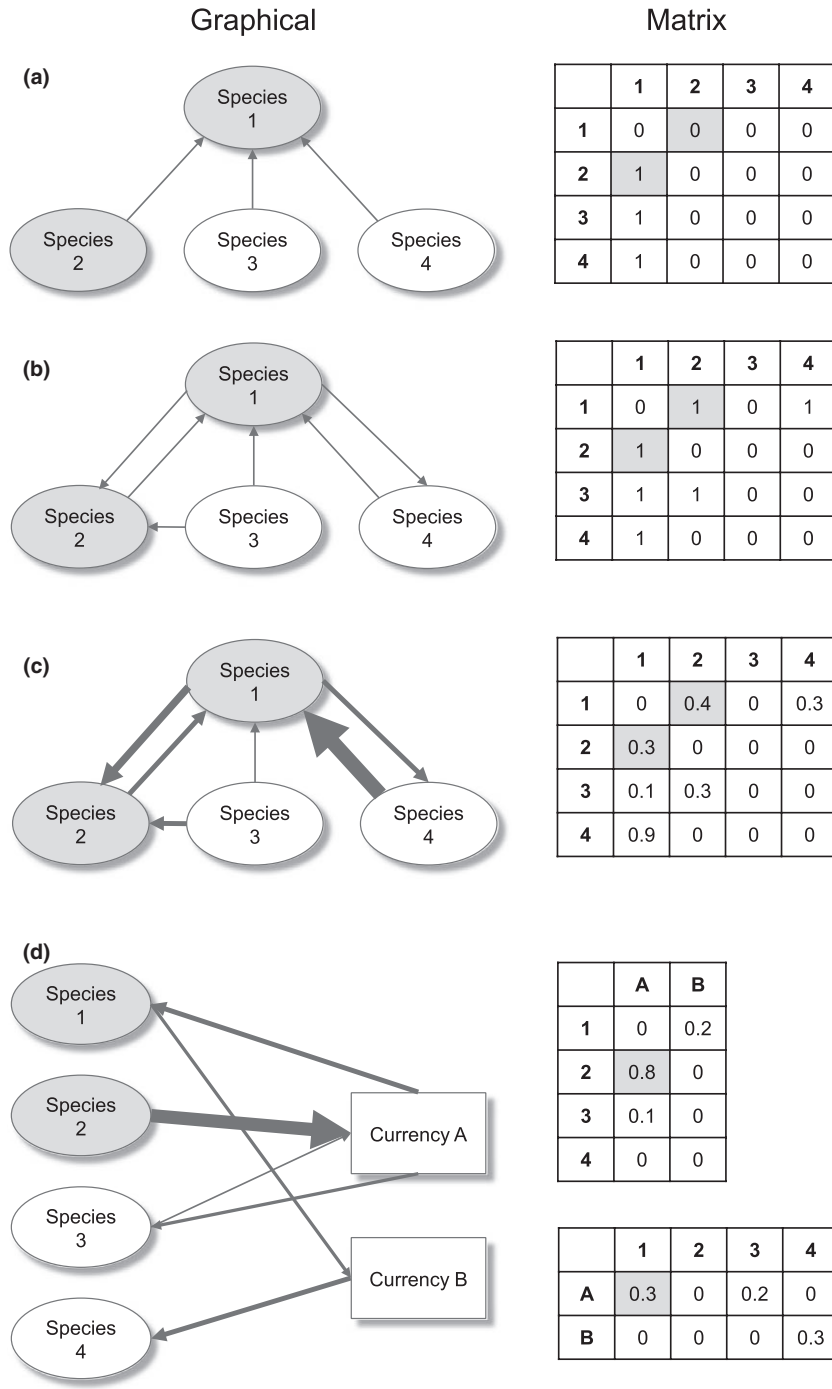 Graphical
Matrix
(a)
Species
1
Species
2
Species
3
Species
4
1 2 3 4
1 0 0 0 0
2 1 0 0 0
3 1 0 0 0
4 1 0 0 0
(b)
Species
1
Species
2
Species
3
Species
4
1 2 3 4
1 0 1 0 1
2 1 0 0 0
3 1 1 0 0
4 1 0 0 0
(c)
Species
1
Species
2
Species
3
Species
4
1 2 3 4
1 0 0.4 0 0.3
2 0.3 0 0 0
3 0.1 0.3 0 0
4 0.9 0 0 0
(d)
Species
1
Species
2
Species
3
Species
4
Currency A
Currency B
A B
1 0 0.2
2 0.8 0
3 0.1 0
4 0 0
1 2 3 4
A 0.3 0 0.2 0
B 0 0 0 0.3